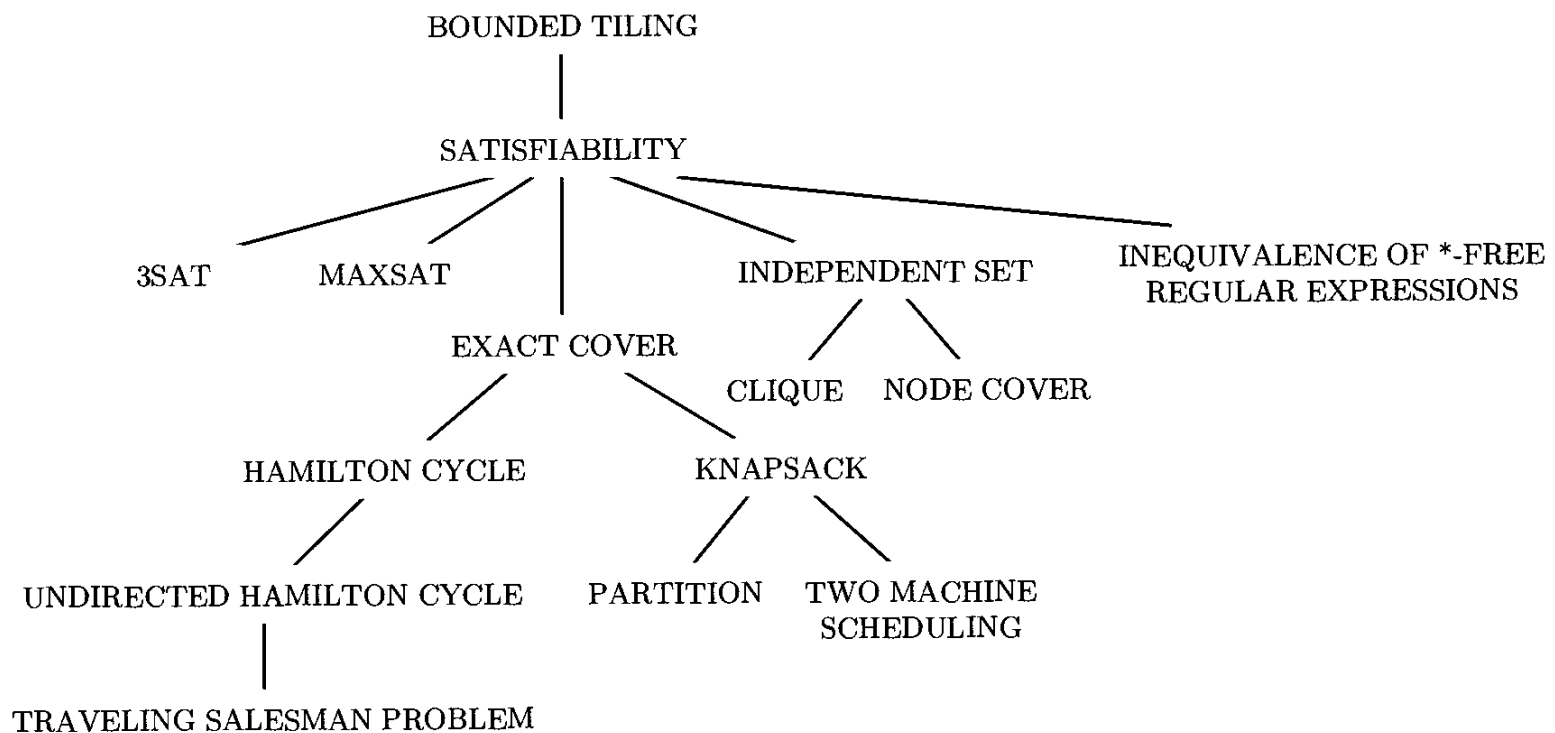 BOUNDED TILING
SATISFIABILITY
3SAT
MAXSAT
INDEPENDENT SET
INEQUIVALENCE OF *-FREE
REGULAR EXPRESSIONS
EXACT COVER
CLIQUE
NODE COVER
HAMILTON CYCLE
KNAPSACK
UNDIRECTED HAMILTON CYCLE
PARTITION
TWO MACHINE
SCHEDULING
TRAVELING SALESMAN PROBLEM